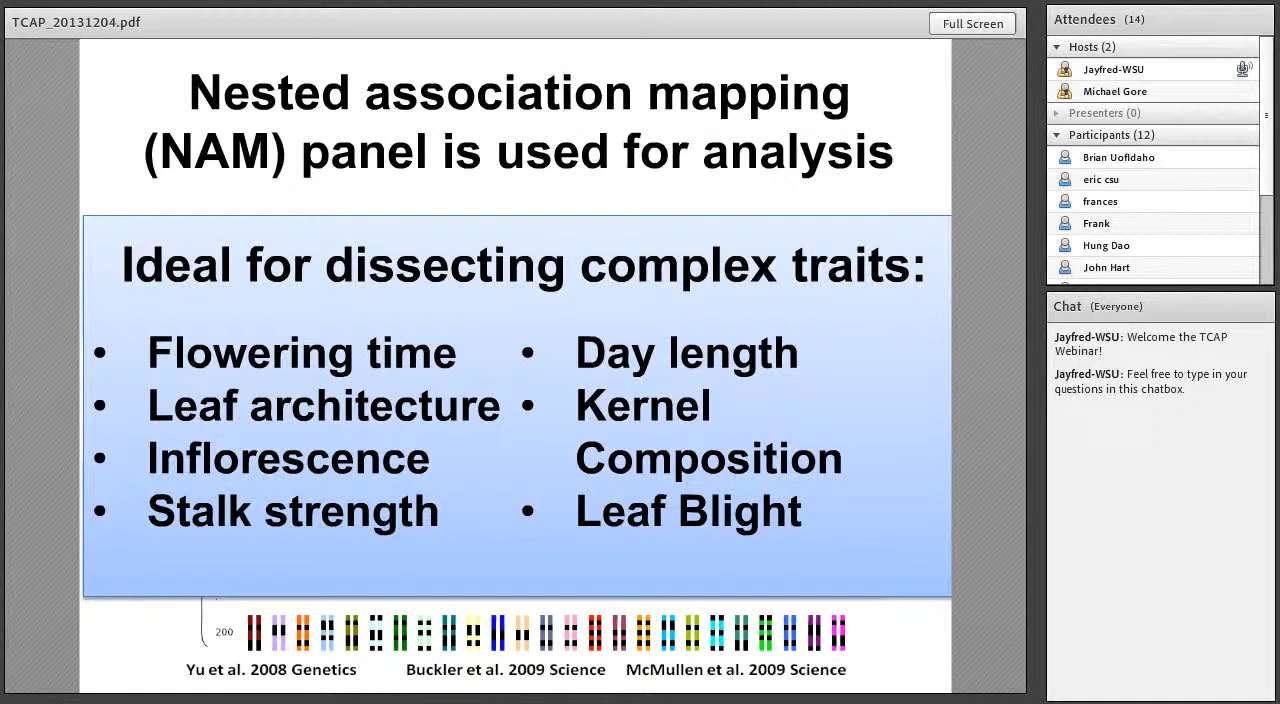 TCAP_20131204.pdf
Full Screen
Nested association mapping
(NAM) panel is used for analysis
Ideal for dissecting complex traits:
• Flowering time
• Leaf architecture
• Inflorescence
• Stalk strength
• Day length
• Kernel
Composition
• Leaf Blight
200
Yu et al. 2008 Genetics
Buckler et al. 2009 Science
McMullen et al. 2009 Science
Attendees (14)
Hosts (2)
Jayfred-WSU
Michael Gore
Presenters (0)
Participants (12)
Brian UofIdaho
eric csu
frances
Frank
Hung Dao
John Hart
Chat (Everyone)
Jayfred-WSU: Welcome the TCAP
Webinar!
Jayfred-WSU: Feel free to type in your
questions in this chatbox.